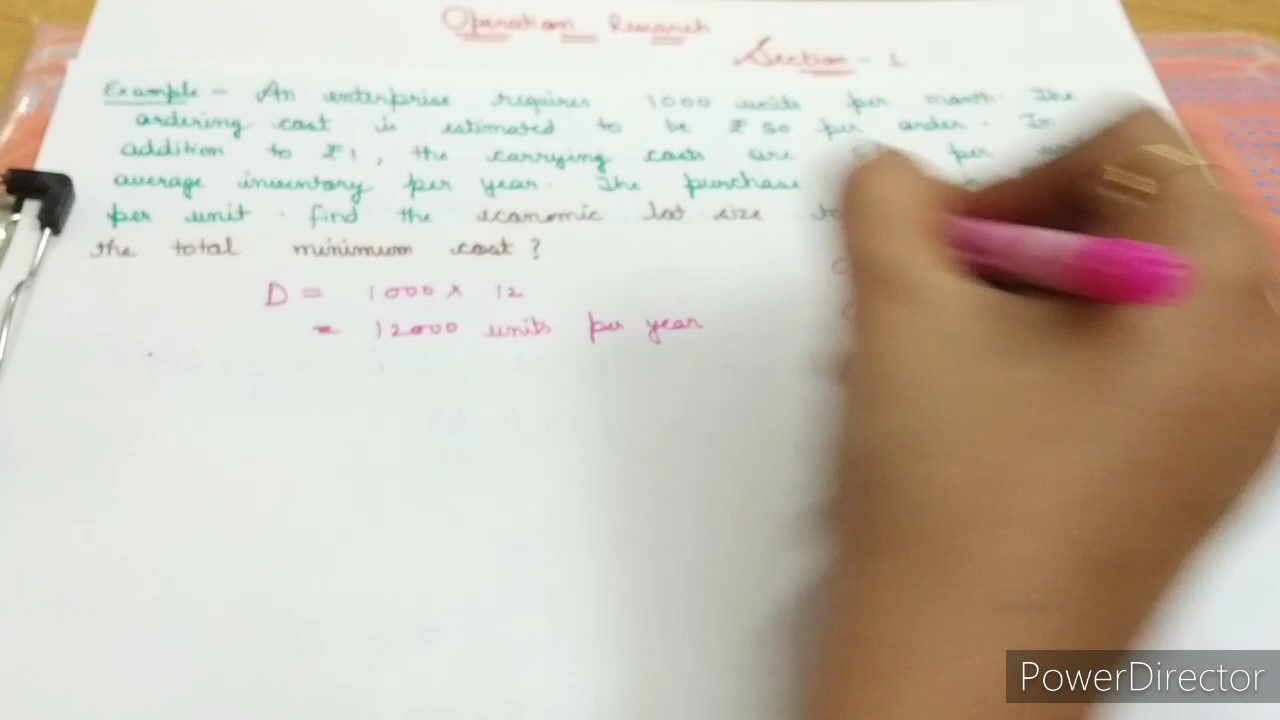 Operation Research
Section - 1
Example - An enterprise requires 1000 units per month. The
ordering cost is estimated to be ₹ 50 per order. In
addition to ₹1, the carrying costs are per
average inventory per year. The purchase
per unit. find the economic lot size
the total minimum cost ?
D = 1000 x 12
= 12000 units per year
PowerDirector